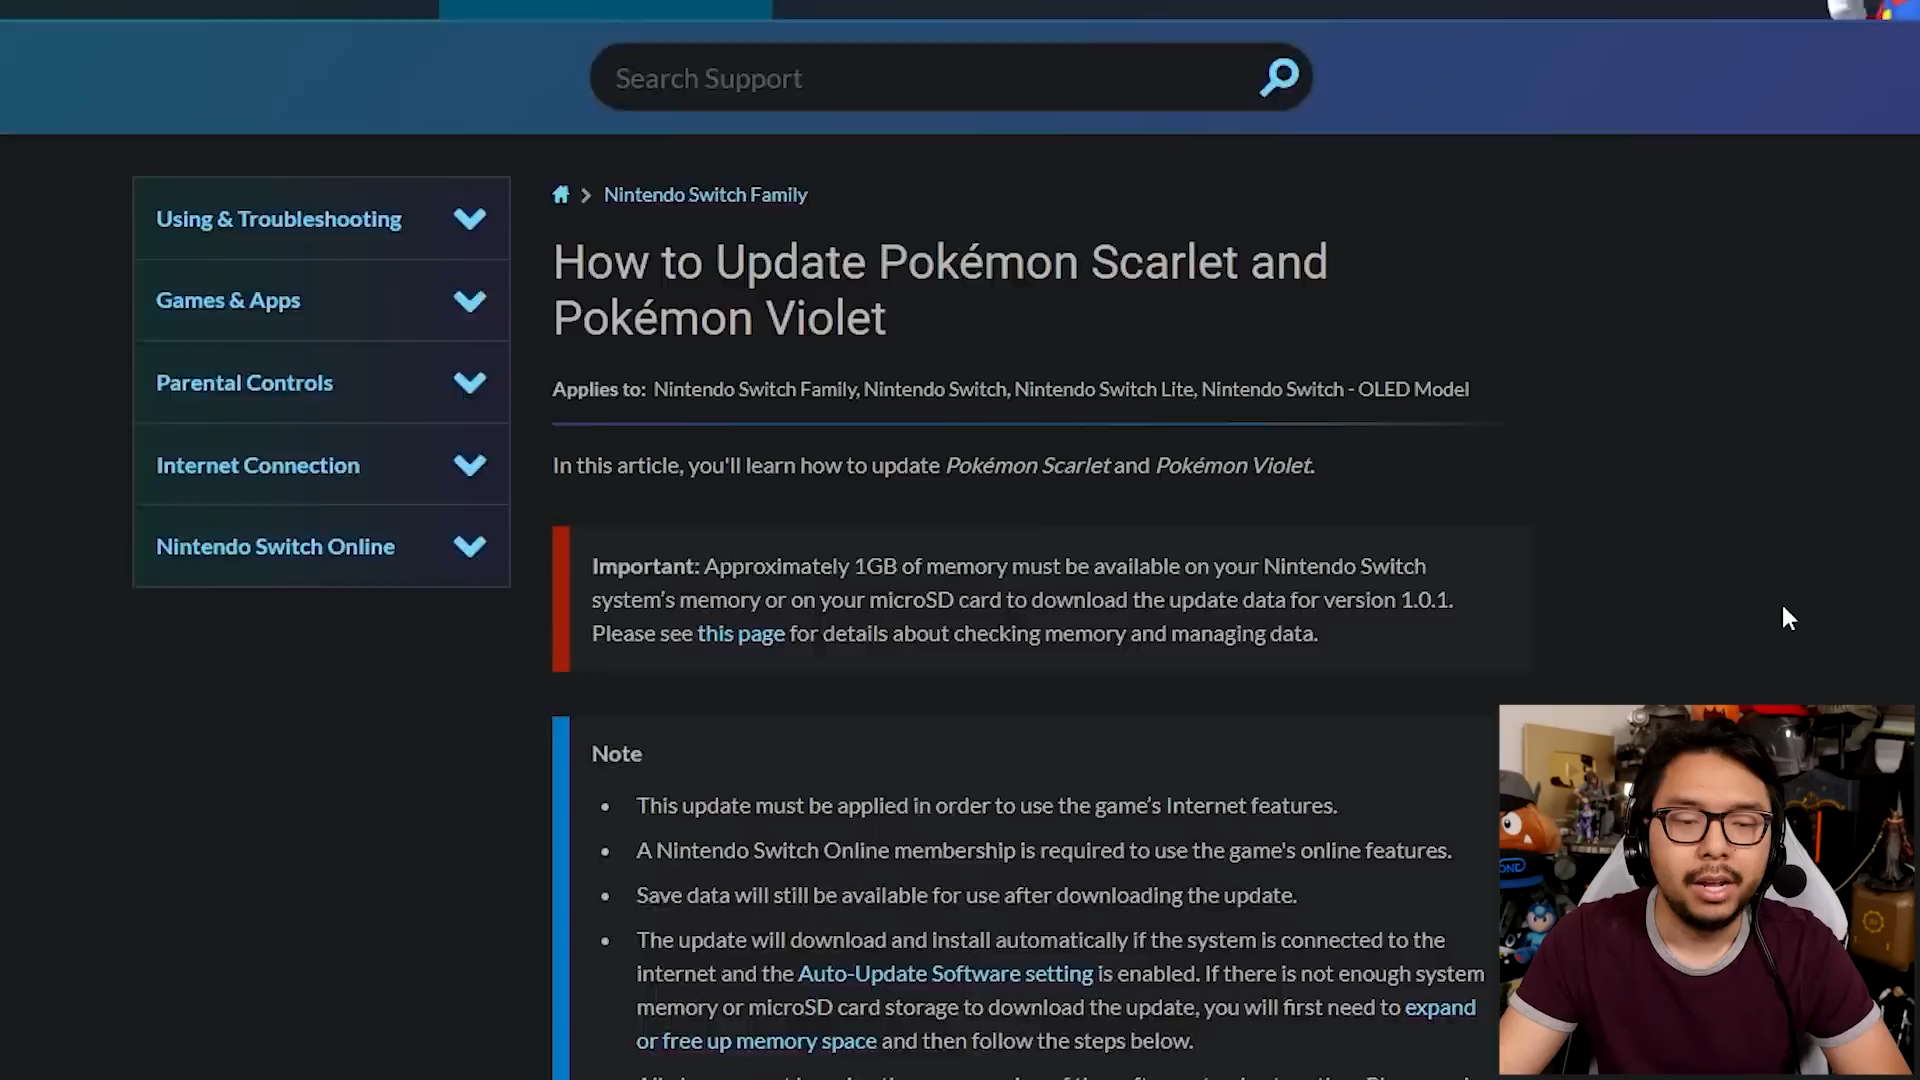 Search Support
Using & Troubleshooting
Games & Apps
Parental Controls
Internet Connection
Nintendo Switch Online
Nintendo Switch Family
How to Update Pokémon Scarlet and
Pokémon Violet
Applies to: Nintendo Switch Family, Nintendo Switch, Nintendo Switch Lite, Nintendo Switch - OLED Model
In this article, you'll learn how to update Pokémon Scarlet and Pokémon Violet.
Important: Approximately 1GB of memory must be available on your Nintendo Switch
system's memory or on your microSD card to download the update data for version 1.0.1.
Please see this page for details about checking memory and managing data.
Note
• This update must be applied in order to use the game's Internet features.
• A Nintendo Switch Online membership is required to use the game's online features.
• Save data will still be available for use after downloading the update.
• The update will download and install automatically if the system is connected to the
internet and the Auto-Update Software setting is enabled. If there is not enough system
memory or microSD card storage to download the update, you will first need to expand
or free up memory space and then follow the steps below.